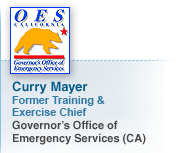 OES
CALIFORNIA
Governor's Office of
Emergency Services
Curry Mayer
Former Training &
Exercise Chief
Governor's Office of
Emergency Services (CA)